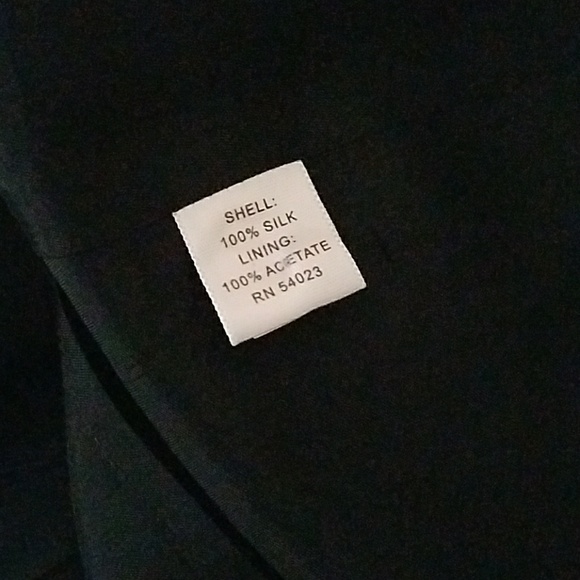 SHELL:
100% SILK
LINING:
100% ACETATE
RN 54023